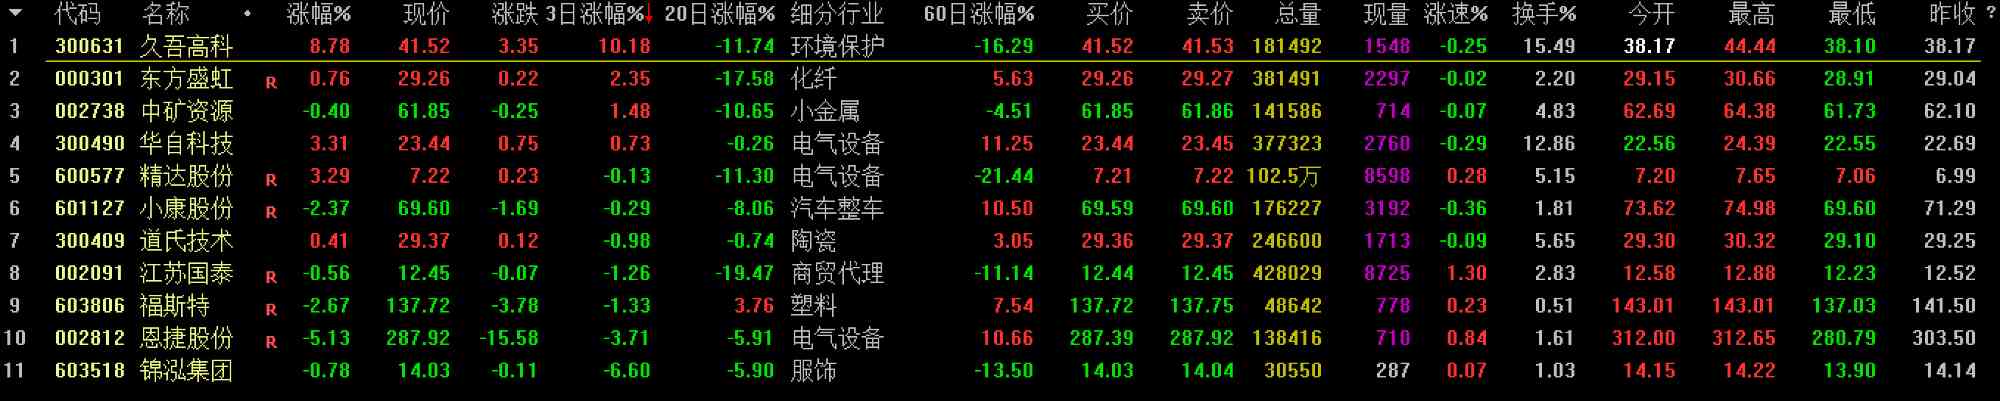 代码 名称 • 涨幅% 现价 涨跌 3日涨幅%↓ 20日涨幅% 细分行业 60日涨幅% 买价 卖价 总量 现量 涨速% 换手% 今开 最高 最低 昨收 ?
1 300631 久吾高科 8.78 41.52 3.35 10.18 -11.74 环境保护 -16.29 41.52 41.53 181492 1548 -0.25 15.49 38.17 44.44 38.10 38.17
2 000301 东方盛虹 R 0.76 29.26 0.22 2.35 -17.58 化纤 5.63 29.26 29.27 381491 2297 -0.02 2.20 29.15 30.66 28.91 29.04
3 002738 中矿资源 -0.40 61.85 -0.25 1.48 -10.65 小金属 -4.51 61.85 61.86 141586 714 -0.07 4.83 62.69 64.38 61.73 62.10
4 300490 华自科技 3.31 23.44 0.75 0.73 -0.26 电气设备 11.25 23.44 23.45 377323 2760 -0.29 12.86 22.56 24.39 22.55 22.69
5 600577 精达股份 R 3.29 7.22 0.23 -0.13 -11.30 电气设备 -21.44 7.21 7.22 102.5万 8598 0.28 5.15 7.20 7.65 7.06 6.99
6 601127 小康股份 R -2.37 69.60 -1.69 -0.29 -8.06 汽车整车 10.50 69.59 69.60 176227 3192 -0.36 1.81 73.62 74.98 69.60 71.29
7 300409 道氏技术 0.41 29.37 0.12 -0.98 -0.74 陶瓷 3.05 29.36 29.37 246600 1713 -0.09 5.65 29.30 30.32 29.10 29.25
8 002091 江苏国泰 R -0.56 12.45 -0.07 -1.26 -19.47 商贸代理 -11.14 12.44 12.45 428029 8725 1.30 2.83 12.58 12.88 12.23 12.52
9 603806 福斯特 R -2.67 137.72 -3.78 -1.33 3.76 塑料 7.54 137.72 137.75 48642 778 0.23 0.51 143.01 143.01 137.03 141.50
10 002812 恩捷股份 R -5.13 287.92 -15.58 -3.71 -5.91 电气设备 10.66 287.39 287.92 138416 710 0.84 1.61 312.00 312.65 280.79 303.50
11 603518 锦泓集团 -0.78 14.03 -0.11 -6.60 -5.90 服饰 -13.50 14.03 14.04 30550 287 0.07 1.03 14.15 14.22 13.90 14.14